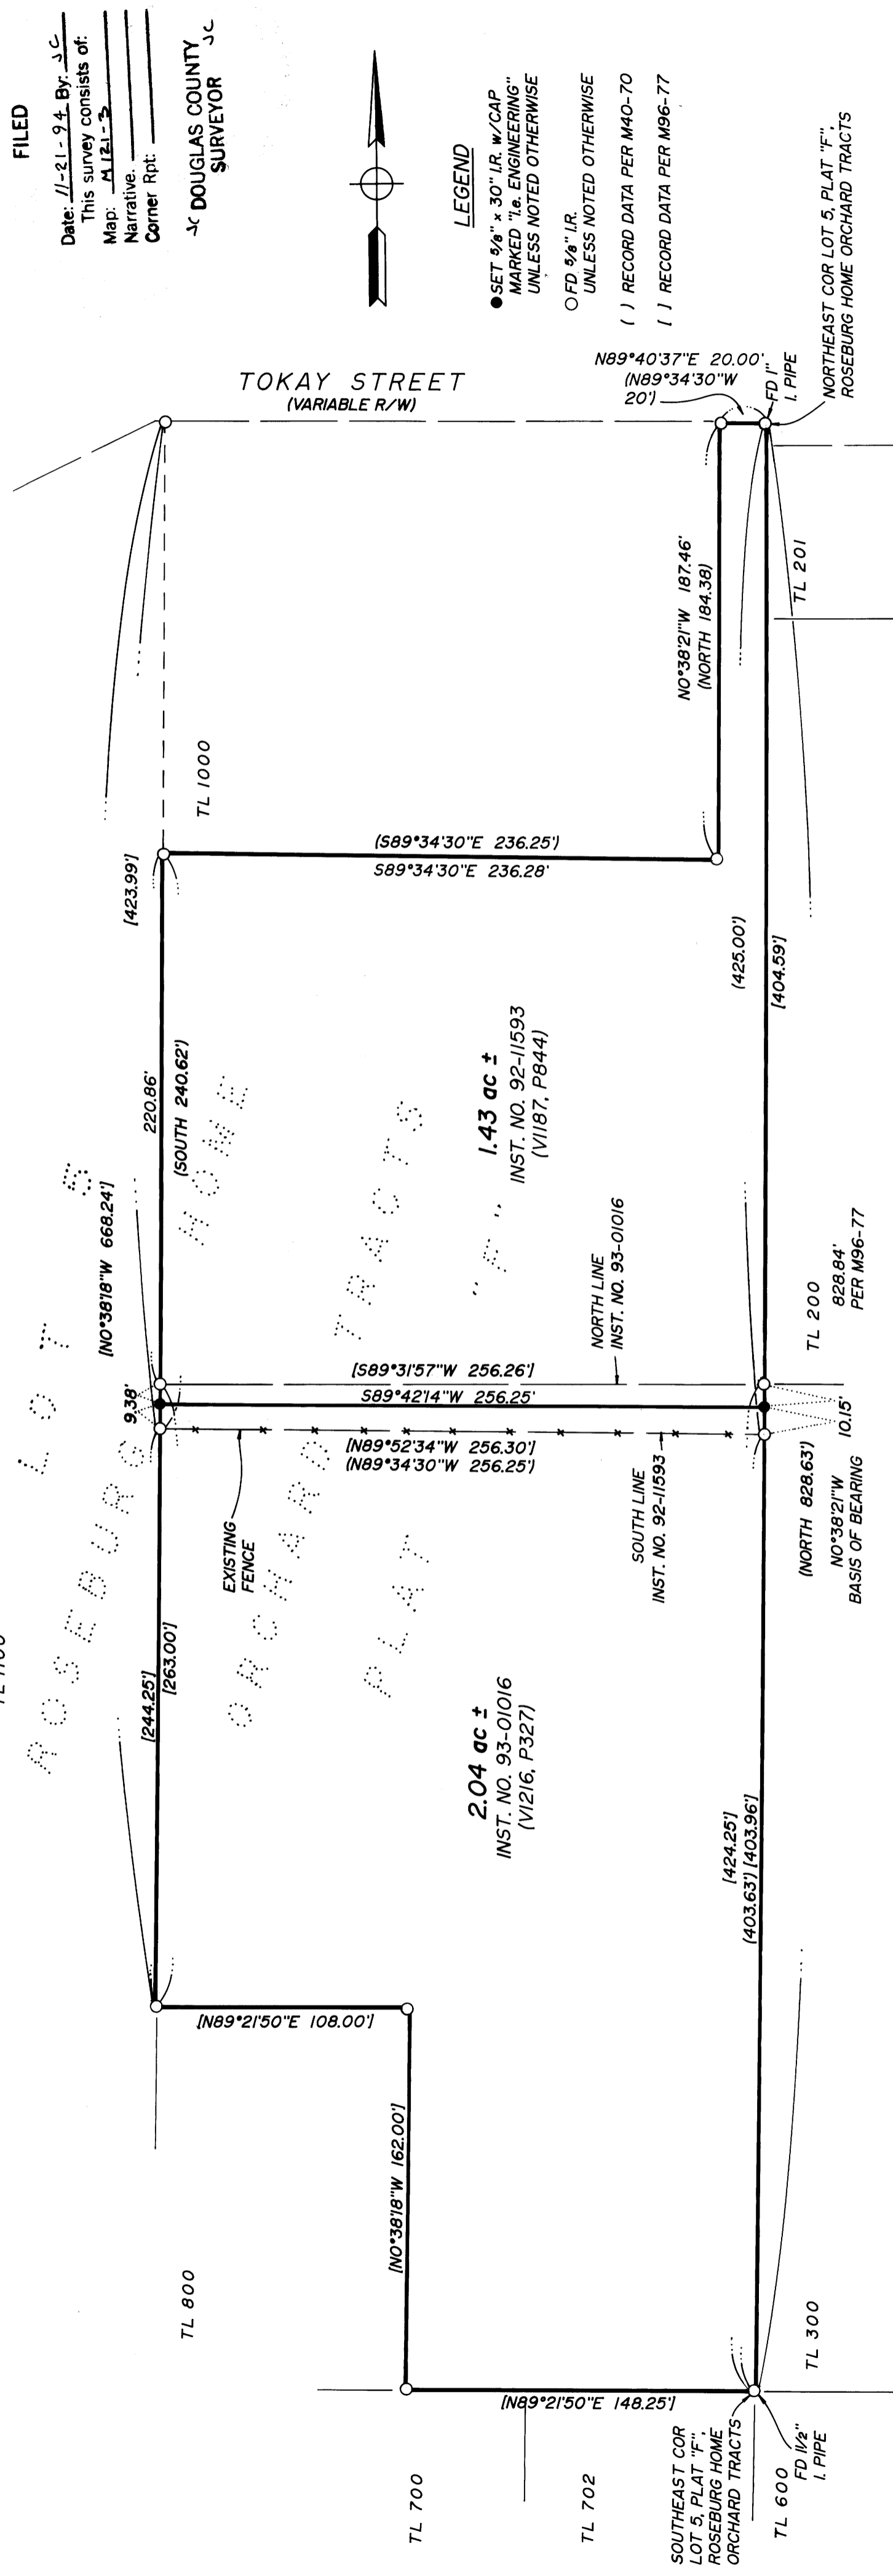 FILED
Date: 11-21-94 By: JC
This survey consists of:
Map: M121-3
Narrative:
Corner Rpt:
JC DOUGLAS COUNTY JC
SURVEYOR
LEGEND
● SET 5/8" x 30" I.R. w/CAP
MARKED "i.e. ENGINEERING"
UNLESS NOTED OTHERWISE
○ FD 5/8" I.R.
UNLESS NOTED OTHERWISE
( ) RECORD DATA PER M40-70
[ ] RECORD DATA PER M96-77
TOKAY STREET
(VARIABLE R/W)
N89°40'37"E 20.00'
(N89°34'30"W
20')
FD 1"
I. PIPE
NORTHEAST COR LOT 5, PLAT "F",
ROSEBURG HOME ORCHARD TRACTS
N0°38'21"W 187.46'
(NORTH 184.38)
TL 201
TL 1000
(S89°34'30"E 236.25')
S89°34'30"E 236.28'
[423.99']
(425.00')
[404.59']
220.86'
(SOUTH 240.62')
1.43 ac ±
INST. NO. 92-11593
(V1187, P844)
[N0°38'18"W 668.24']
LOT 5
ROSEBURG HOME
ORCHARD TRACTS
PLAT "F"
NORTH LINE
INST. NO. 93-01016
TL 200
828.84'
PER M96-77
[S89°31'57"W 256.26']
S89°42'14"W 256.25'
9.38'
10.15'
[N89°52'34"W 256.30']
(N89°34'30"W 256.25')
EXISTING
FENCE
SOUTH LINE
INST. NO. 92-11593
(NORTH 828.63')
N0°38'21"W
BASIS OF BEARING
[244.25']
[263.00']
2.04 ac ±
INST. NO. 93-01016
(V1216, P327)
[424.25']
(403.63') [403.96']
[N89°21'50"E 108.00']
[N0°38'18"W 162.00']
TL 800
TL 300
[N89°21'50"E 148.25']
SOUTHEAST COR
LOT 5, PLAT "F",
ROSEBURG HOME
ORCHARD TRACTS
TL 700
TL 702
TL 600
FD 1 1/2"
I. PIPE